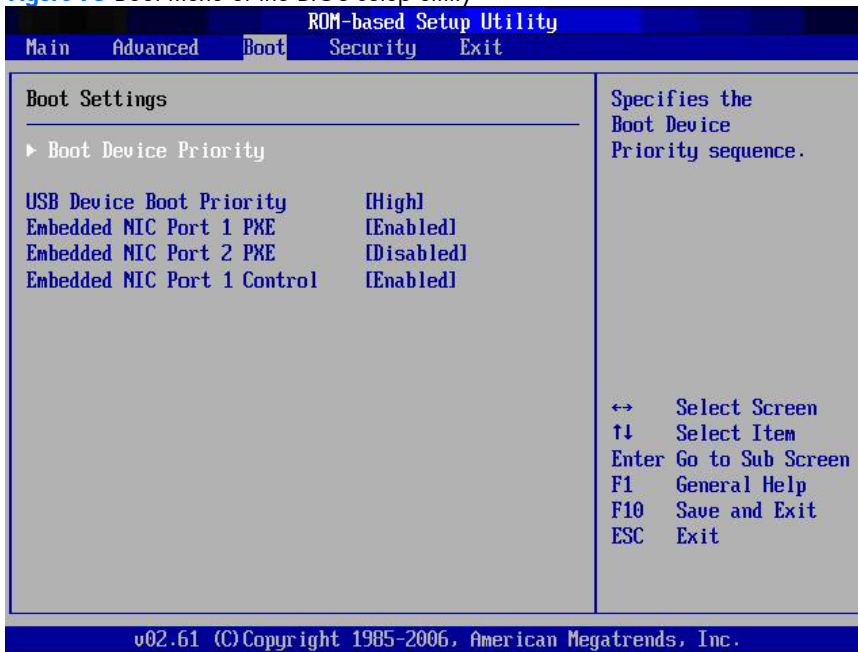 ROM-based Setup Utility
Main Advanced Boot Security Exit
Boot Settings
▶ Boot Device Priority
USB Device Boot Priority [High]
Embedded NIC Port 1 PXE [Enabled]
Embedded NIC Port 2 PXE [Disabled]
Embedded NIC Port 1 Control [Enabled]
Specifies the
Boot Device
Priority sequence.
←→ Select Screen
↑↓ Select Item
Enter Go to Sub Screen
F1 General Help
F10 Save and Exit
ESC Exit
v02.61 (C)Copyright 1985-2006, American Megatrends, Inc.